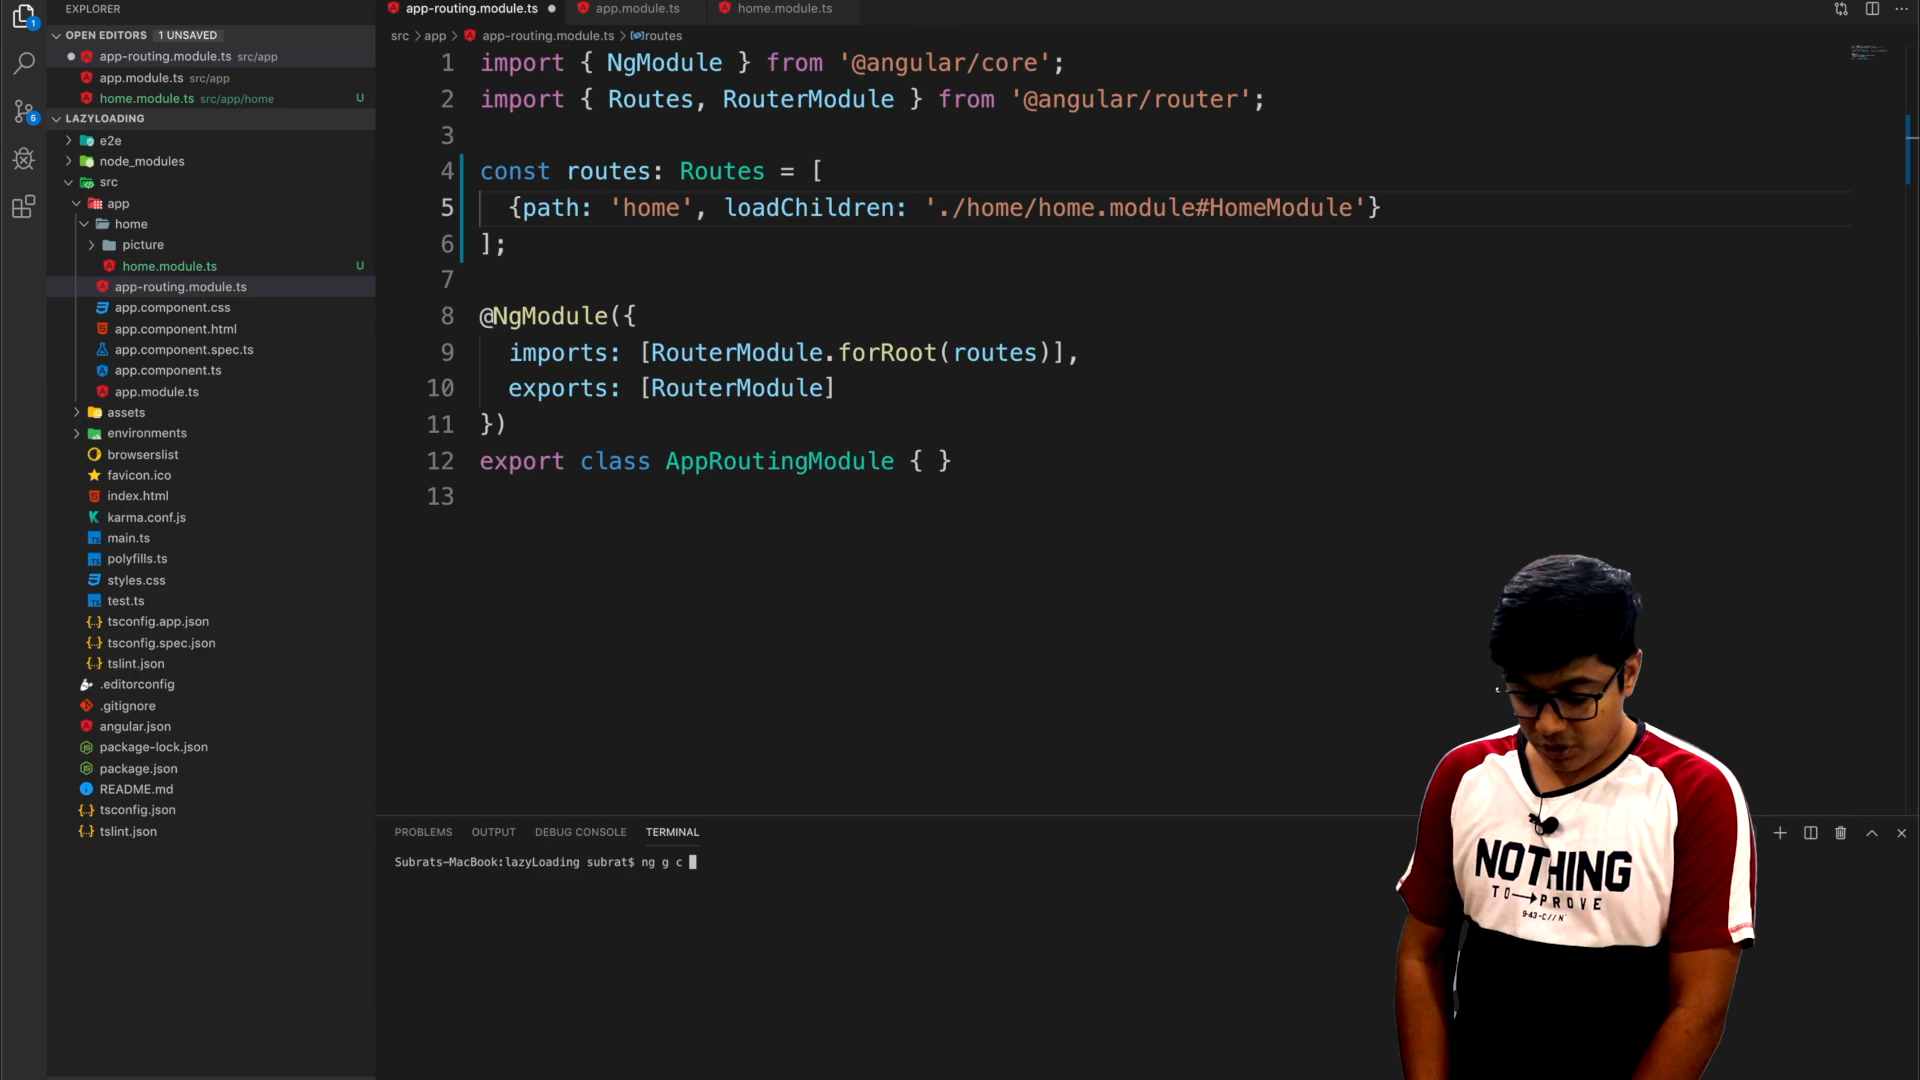 EXPLORER
OPEN EDITORS 1 UNSAVED
app-routing.module.ts src/app
app.module.ts src/app
home.module.ts src/app/home U
LAZYLOADING
e2e
node_modules
src
app
home
picture
home.module.ts U
app-routing.module.ts
app.component.css
app.component.html
app.component.spec.ts
app.component.ts
app.module.ts
assets
environments
browserslist
favicon.ico
index.html
karma.conf.js
main.ts
polyfills.ts
styles.css
test.ts
tsconfig.app.json
tsconfig.spec.json
tslint.json
.editorconfig
.gitignore
angular.json
package-lock.json
package.json
README.md
tsconfig.json
tslint.json
1
5
app-routing.module.ts app.module.ts home.module.ts
src > app > app-routing.module.ts > routes
1 import { NgModule } from '@angular/core';
2 import { Routes, RouterModule } from '@angular/router';
3
4 const routes: Routes = [
5 {path: 'home', loadChildren: './home/home.module#HomeModule'}
6 ];
7
8 @NgModule({
9 imports: [RouterModule.forRoot(routes)],
10 exports: [RouterModule]
11 })
12 export class AppRoutingModule { }
13
PROBLEMS OUTPUT DEBUG CONSOLE TERMINAL
Subrats-MacBook:lazyLoading subrat$ ng g c
NOTHING
TO PROVE